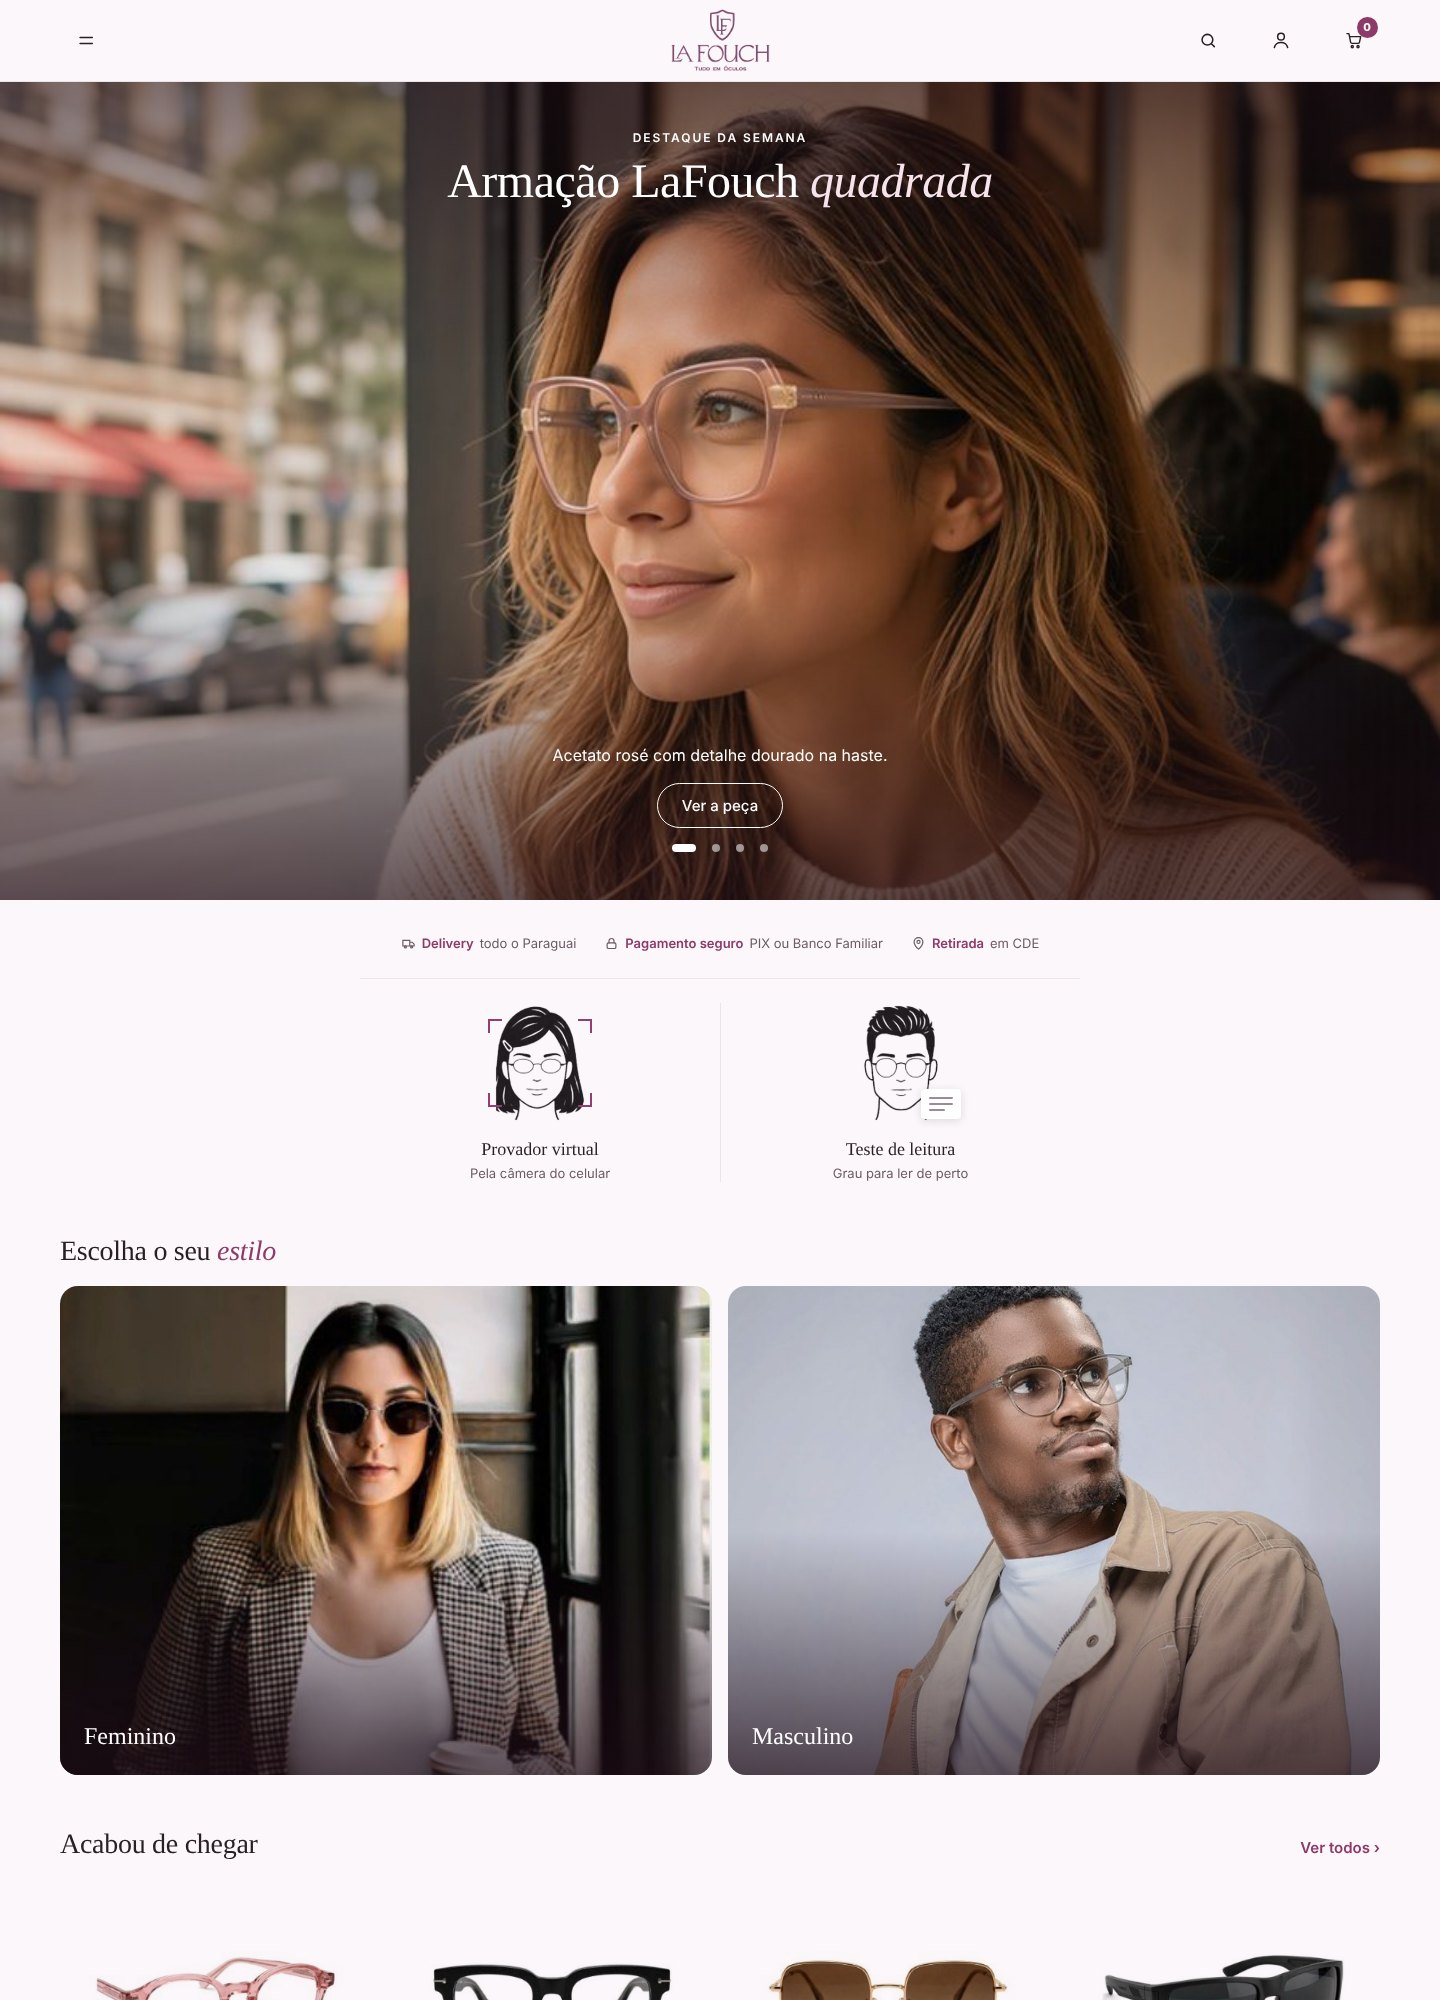 LF
LA FOUCH
TUDO EM ÓCULOS
0
DESTAQUE DA SEMANA
Armação LaFouch quadrada
Acetato rosé com detalhe dourado na haste.
Ver a peça
Delivery todo o Paraguai
Pagamento seguro PIX ou Banco Familiar
Retirada em CDE
Provador virtual
Pela câmera do celular
Teste de leitura
Grau para ler de perto
Escolha o seu estilo
Feminino
Masculino
Acabou de chegar
Ver todos ›